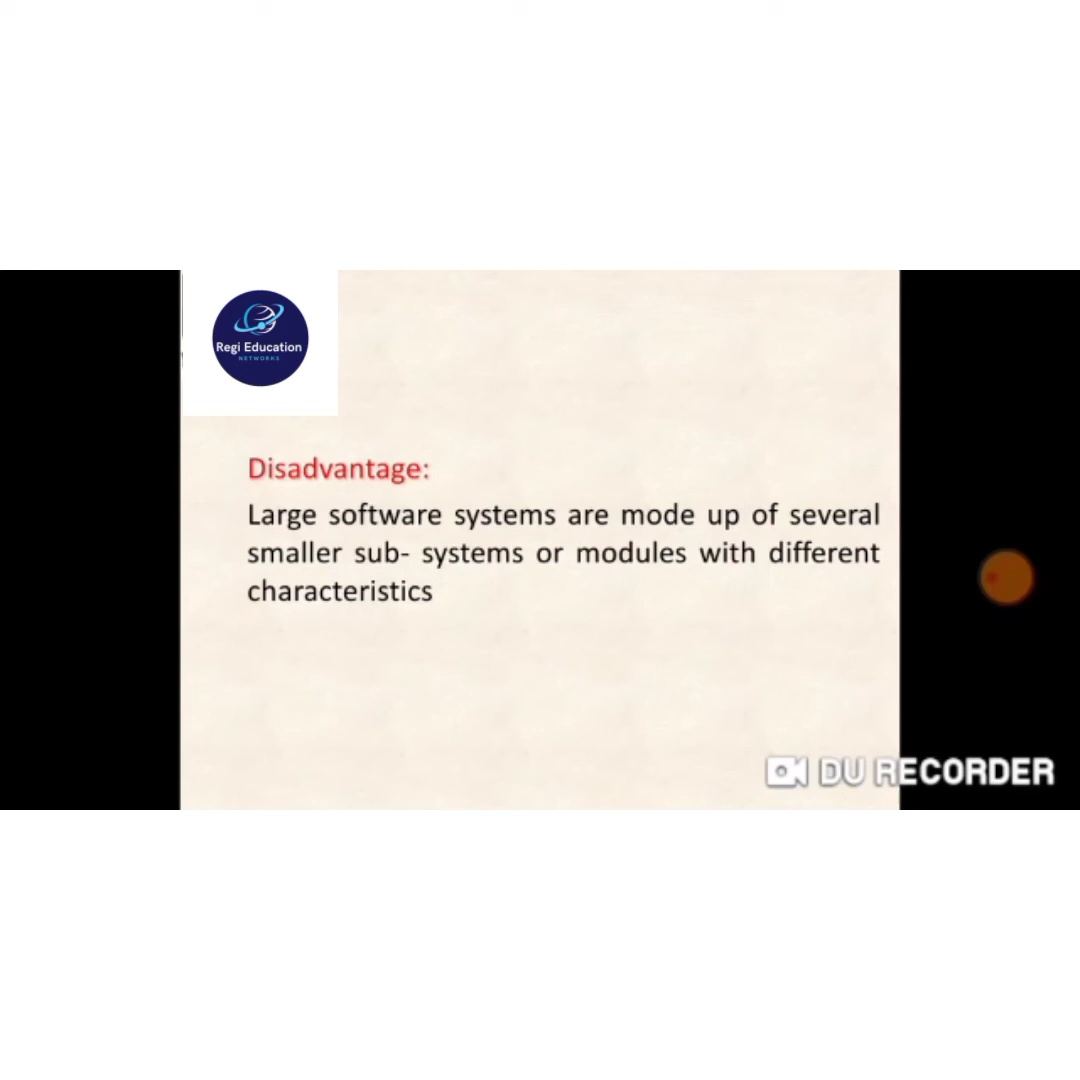 Regi Education
NETWORKS
Disadvantage:
Large software systems are mode up of several
smaller sub- systems or modules with different
characteristics
DU RECORDER